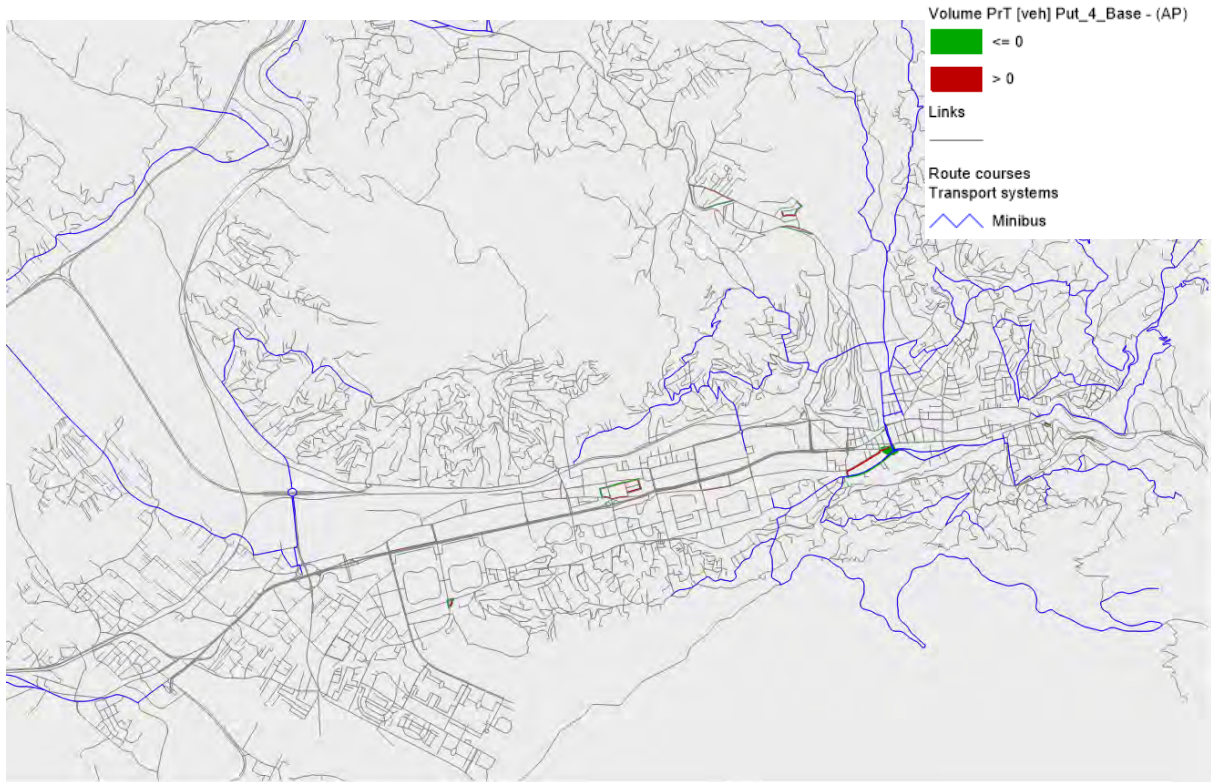 Volume PrT [veh] Put_4_Base - (AP)
<= 0
> 0
Links
Route courses
Transport systems
Minibus